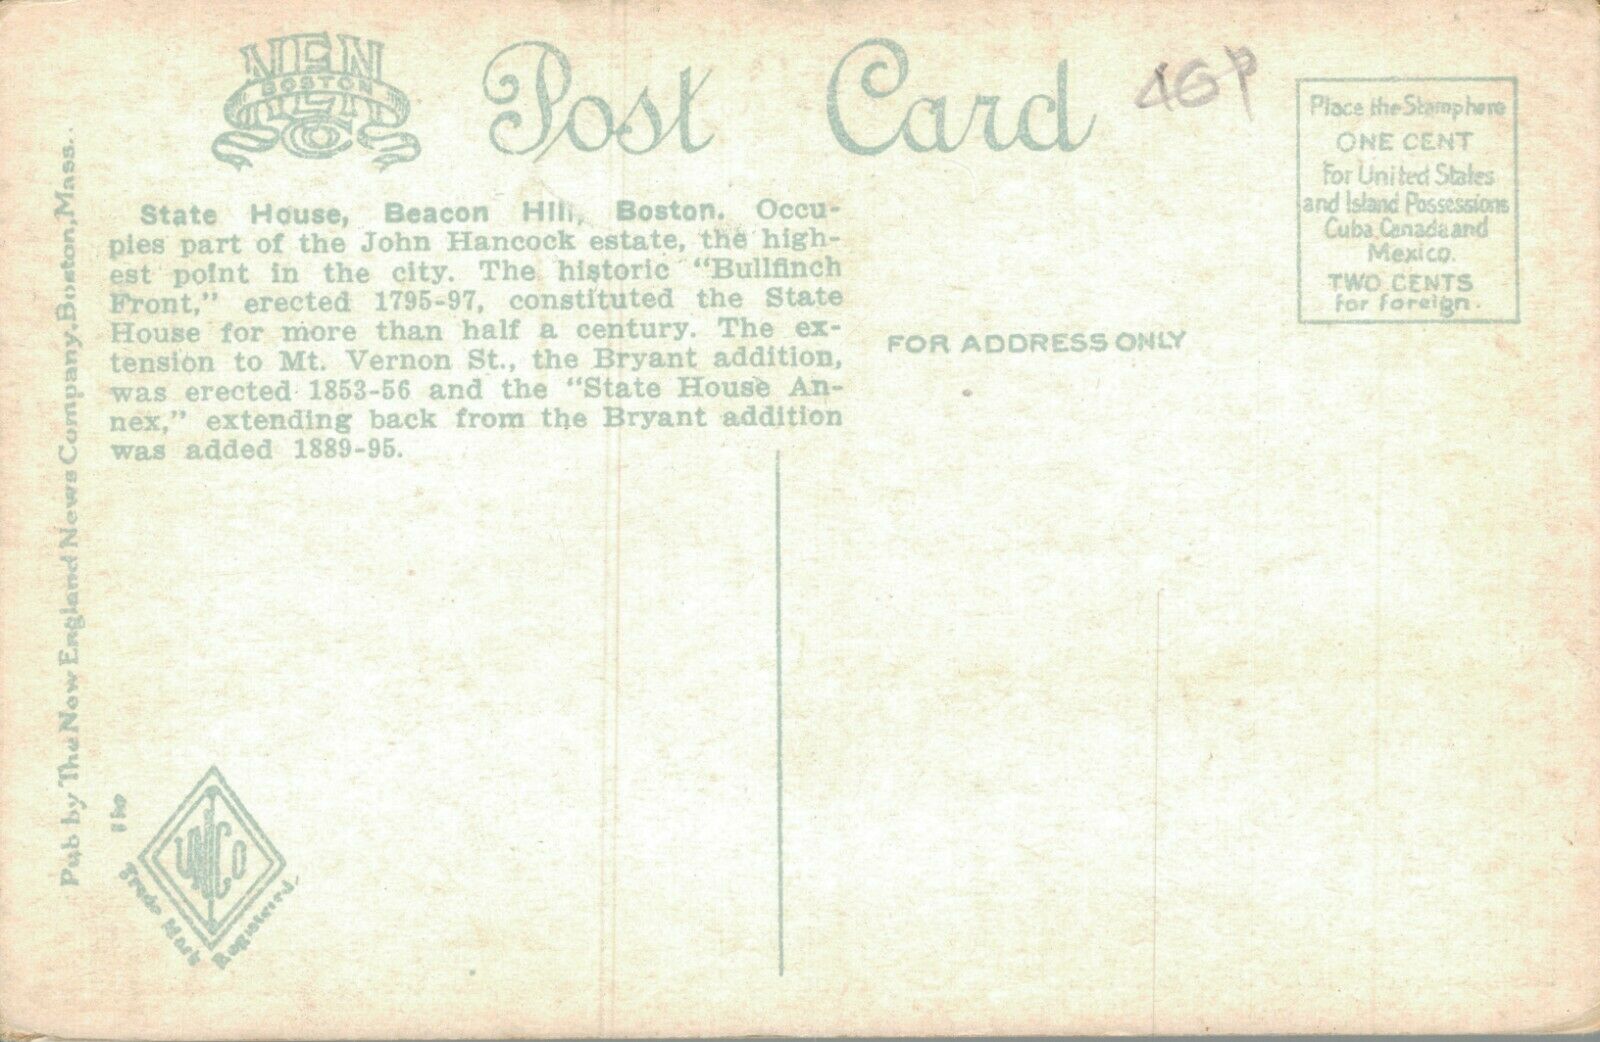 NEN
BOSTON
NEN
Co
Post Card
Place the Stamp here
ONE CENT
For United States
and Island Possessions
Cuba, Canada and
Mexico.
TWO CENTS
for foreign.
State House, Beacon Hill, Boston. Occu-
pies part of the John Hancock estate, the high-
est point in the city. The historic "Bullfinch
Front," erected 1795-97, constituted the State
House for more than half a century. The ex-
tension to Mt. Vernon St., the Bryant addition,
was erected 1853-56 and the "State House An-
nex," extending back from the Bryant addition
was added 1889-95.
FOR ADDRESS ONLY
Pub by The New England News Company, Boston, Mass.
Trade Mark Registered.